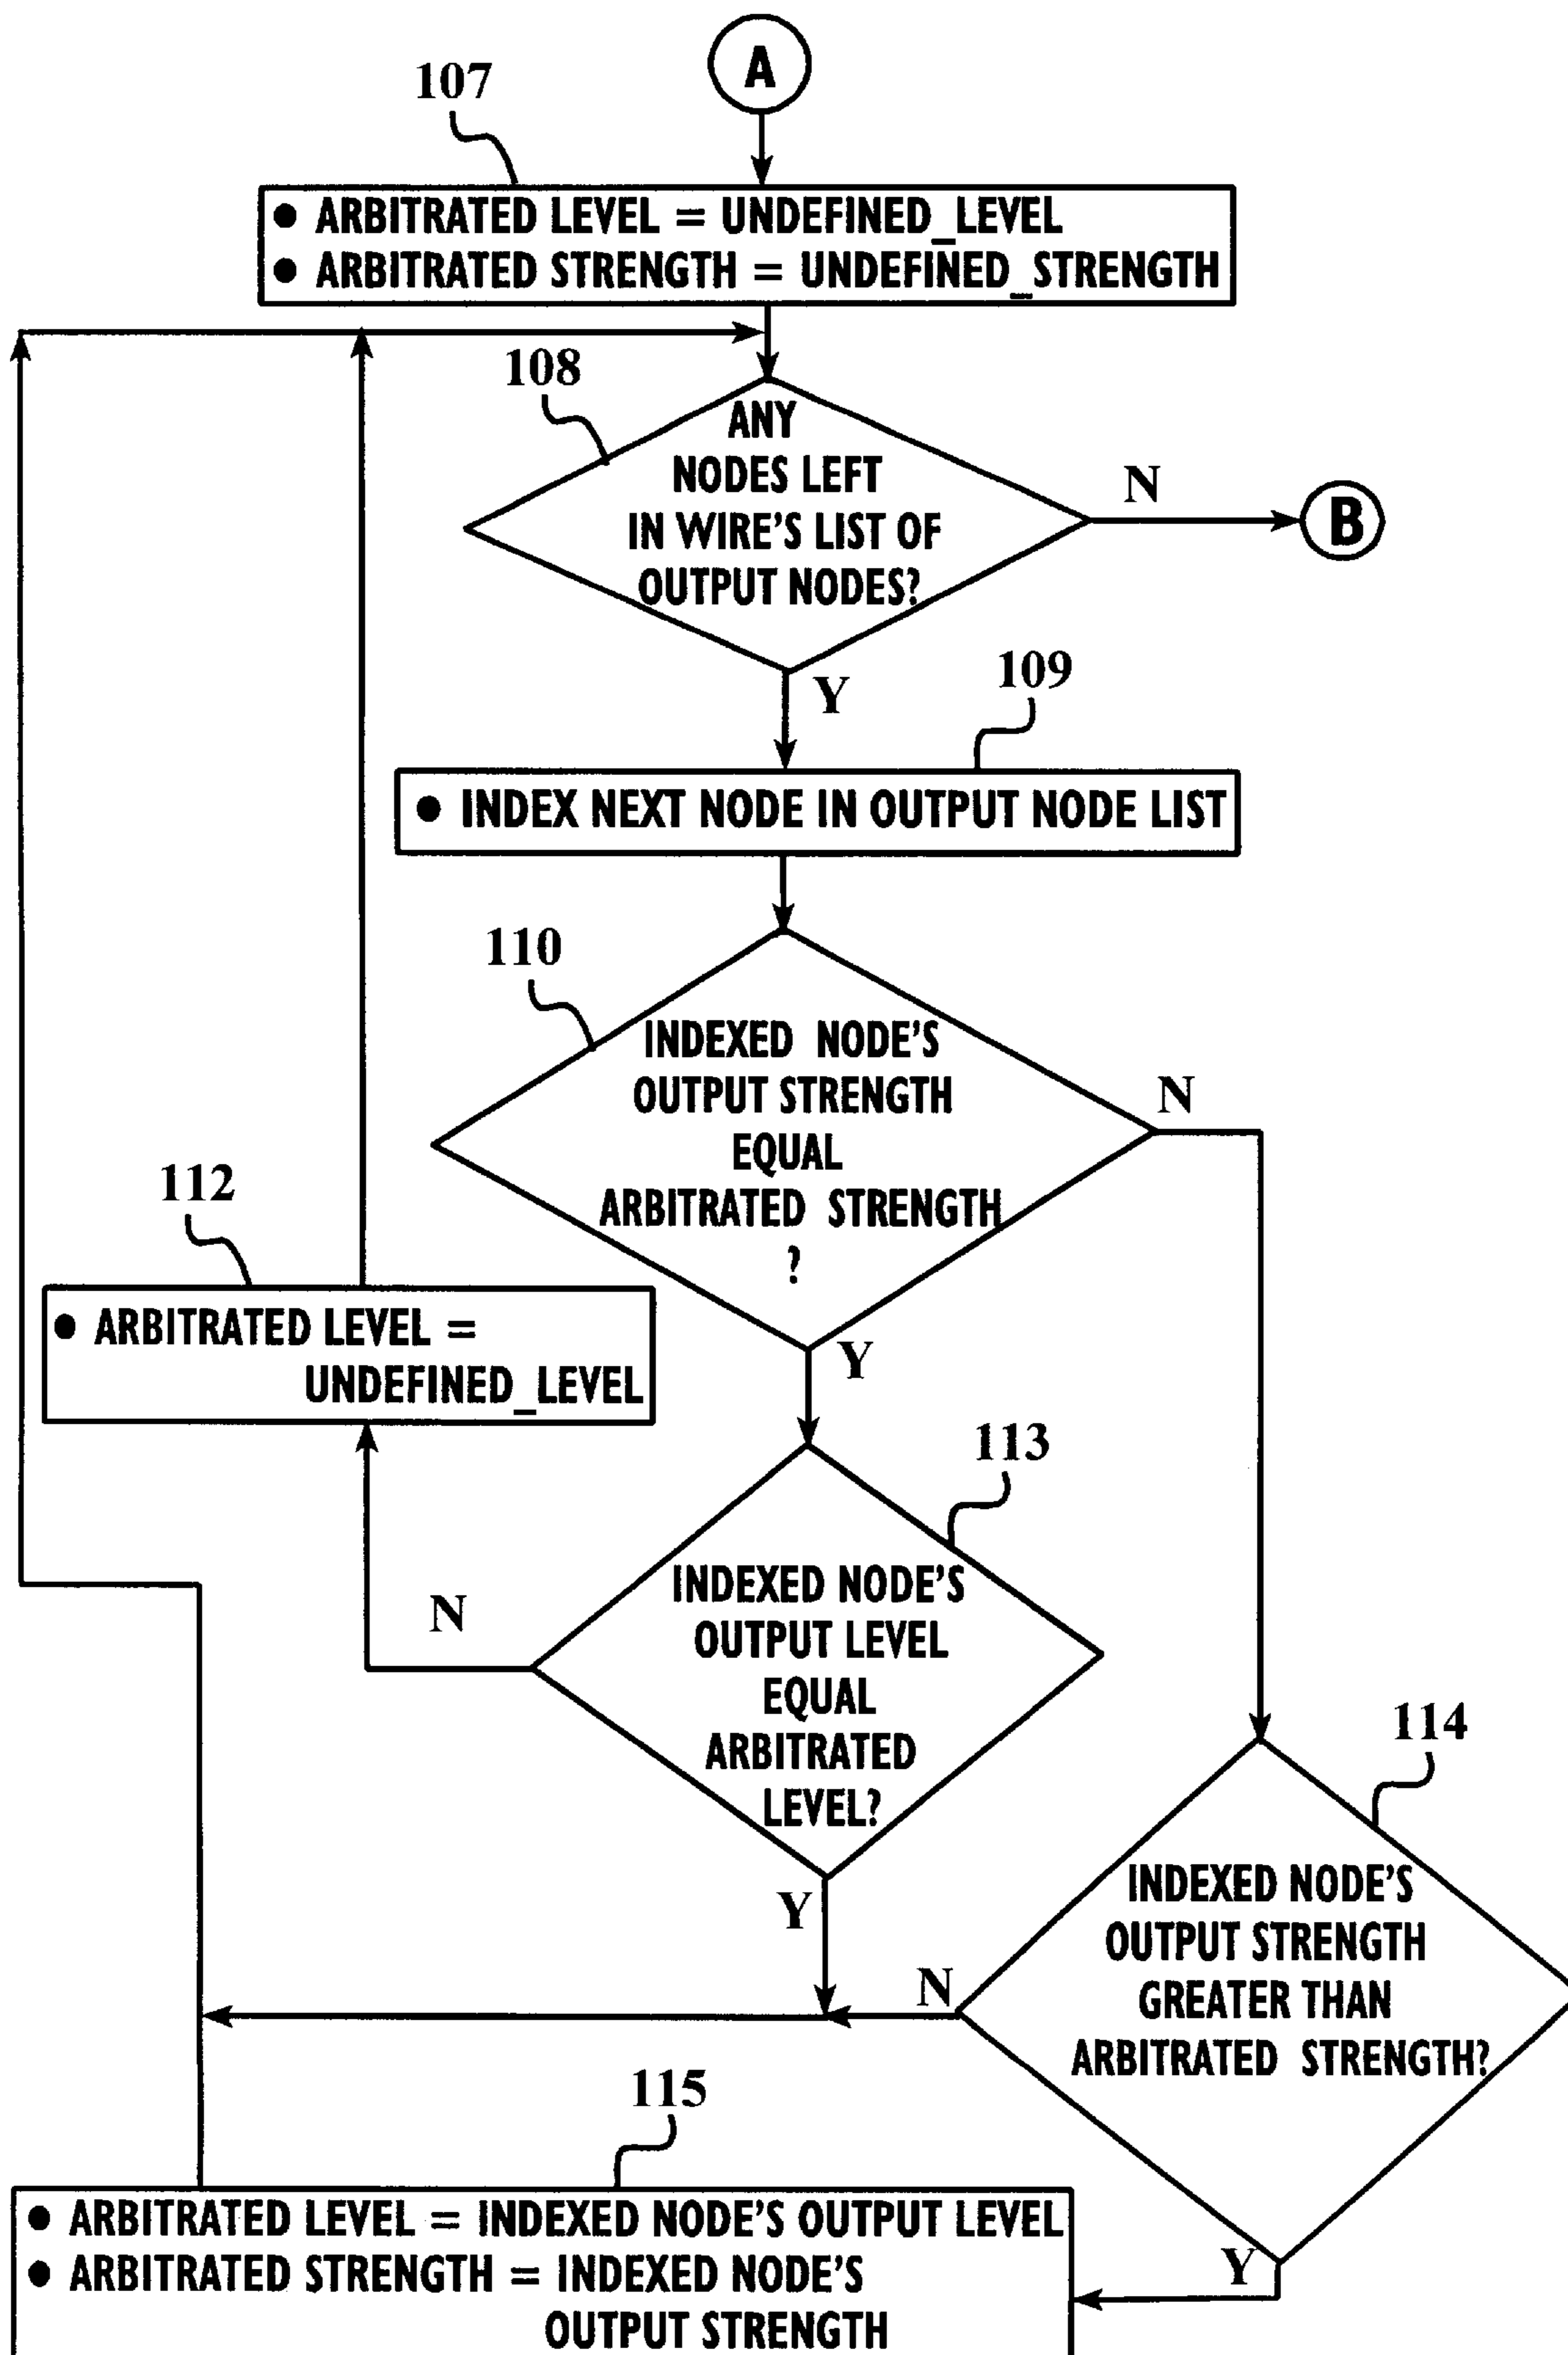 A
107
● ARBITRATED LEVEL = UNDEFINED_LEVEL
● ARBITRATED STRENGTH = UNDEFINED_STRENGTH
108
ANY
NODES LEFT
IN WIRE'S LIST OF
OUTPUT NODES?
N
B
Y
109
● INDEX NEXT NODE IN OUTPUT NODE LIST
110
INDEXED NODE'S
OUTPUT STRENGTH
EQUAL
ARBITRATED STRENGTH
?
N
Y
112
● ARBITRATED LEVEL =
UNDEFINED_LEVEL
113
INDEXED NODE'S
OUTPUT LEVEL
EQUAL
ARBITRATED
LEVEL?
N
Y
114
INDEXED NODE'S
OUTPUT STRENGTH
GREATER THAN
ARBITRATED STRENGTH?
N
Y
115
● ARBITRATED LEVEL = INDEXED NODE'S OUTPUT LEVEL
● ARBITRATED STRENGTH = INDEXED NODE'S
OUTPUT STRENGTH